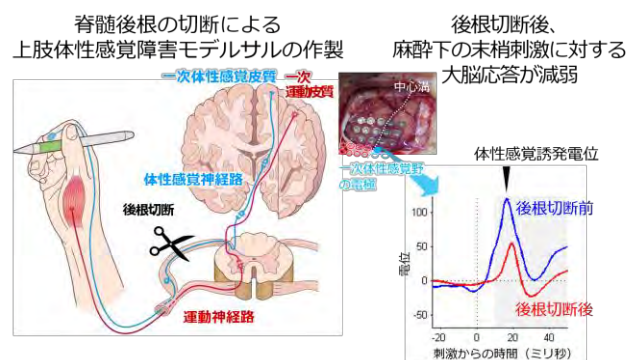 脊髄後根の切断による
上肢体性感覚障害モデルサルの作製
後根切断後、
麻酔下の末梢刺激に対する
大脳応答が減弱
一次体性感覚皮質
一次
運動皮質
体性感覚神経路
後根切断
運動神経路
中心溝
一次体性感覚野
の電極
体性感覚誘発電位
後根切断前
後根切断後
電位
100
50
0
-50
-20
0
20
40
刺激からの時間（ミリ秒）